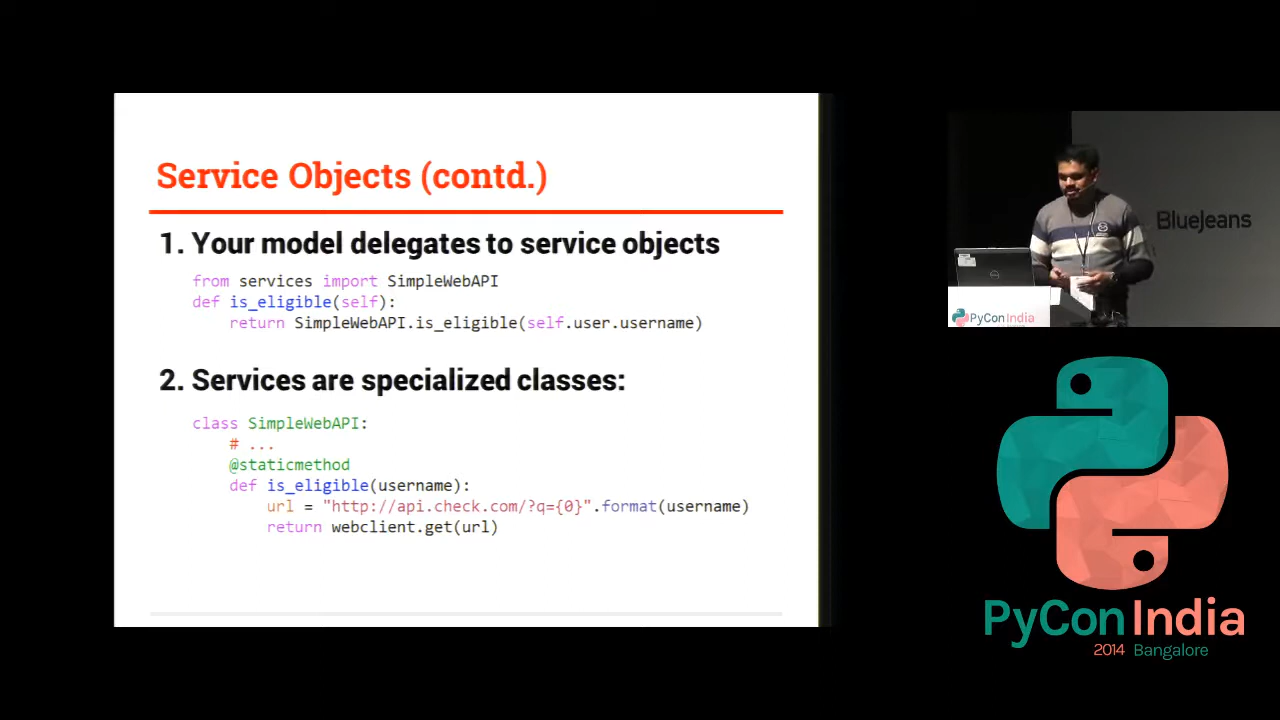 Service Objects (contd.)
1. Your model delegates to service objects
from services import SimpleWebAPI
def is_eligible(self):
    return SimpleWebAPI.is_eligible(self.user.username)
2. Services are specialized classes:
class SimpleWebAPI:
    # ...
    @staticmethod
    def is_eligible(username):
        url = "http://api.check.com/?q={0}".format(username)
        return webclient.get(url)
BlueJeans
PyCon India
PyCon India
2014 Bangalore